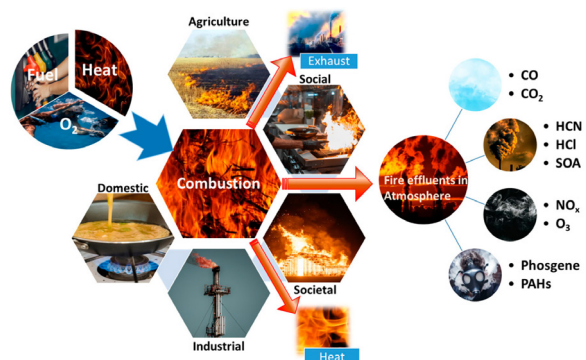 Fuel
Heat
O₂
Agriculture
Exhaust
Social
Combustion
Domestic
Industrial
Societal
Heat
Fire effluents in
Atmosphere
• CO
• CO₂
• HCN
• HCl
• SOA
• NOₓ
• O₃
• Phosgene
• PAHs